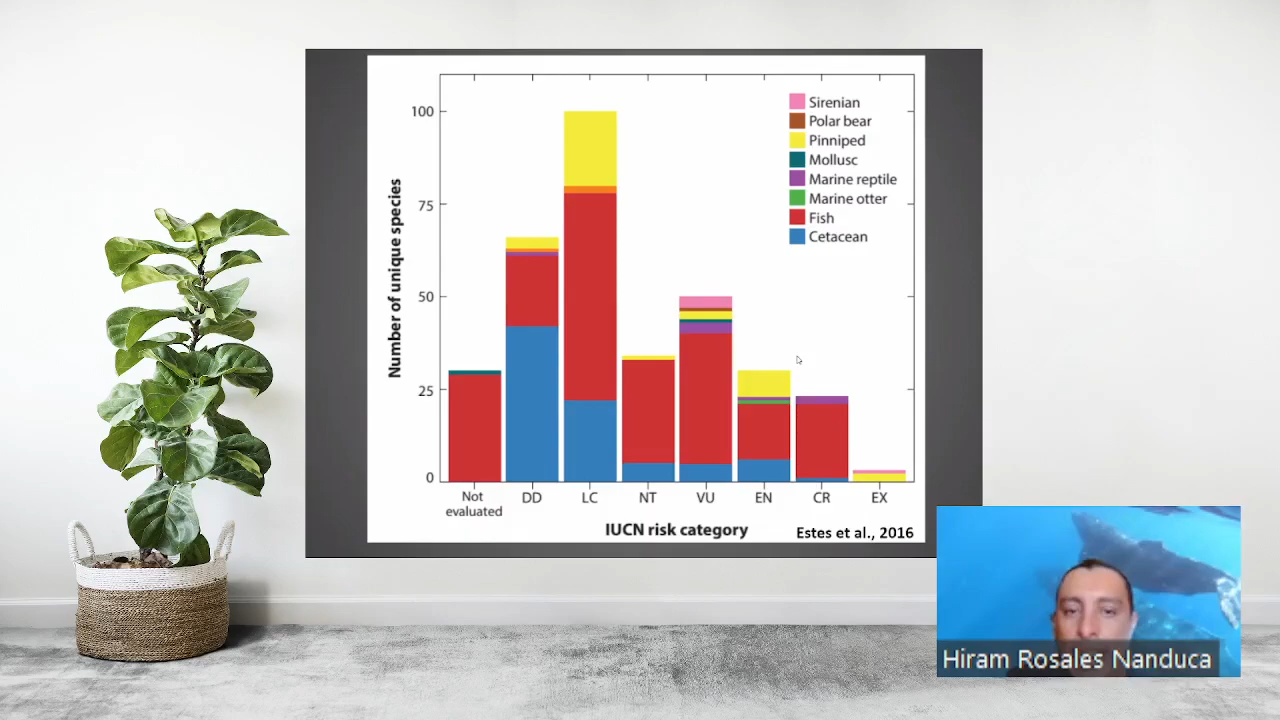 Number of unique species
100
75
50
25
0
Sirenian
Polar bear
Pinniped
Mollusc
Marine reptile
Marine otter
Fish
Cetacean
Not
evaluated
DD
LC
NT
VU
EN
CR
EX
IUCN risk category
Estes et al., 2016
Hiram Rosales Nanduca